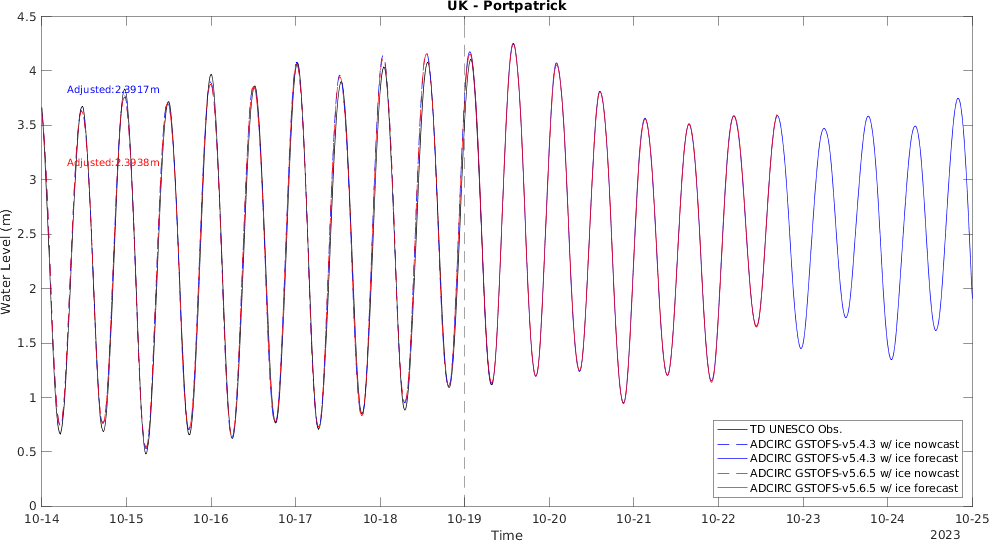 UK - Portpatrick
4.5
4
3.5
3
2.5
2
1.5
1
0.5
0
Water Level (m)
Adjusted:2.3917m
Adjusted:2.3938m
TD UNESCO Obs.
ADCIRC GSTOFS-v5.4.3 w/ ice nowcast
ADCIRC GSTOFS-v5.4.3 w/ ice forecast
ADCIRC GSTOFS-v5.6.5 w/ ice nowcast
ADCIRC GSTOFS-v5.6.5 w/ ice forecast
10-14 10-15 10-16 10-17 10-18 10-19 10-20 10-21 10-22 10-23 10-24 10-25
Time
2023